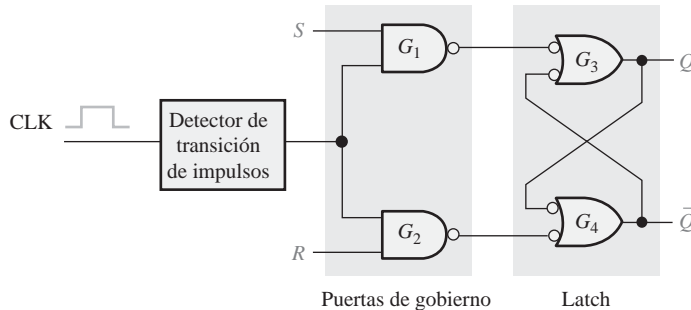 S
G1
G3
Q
CLK
Detector de
transición
de impulsos
G2
G4
Q̅
R
Puertas de gobierno
Latch